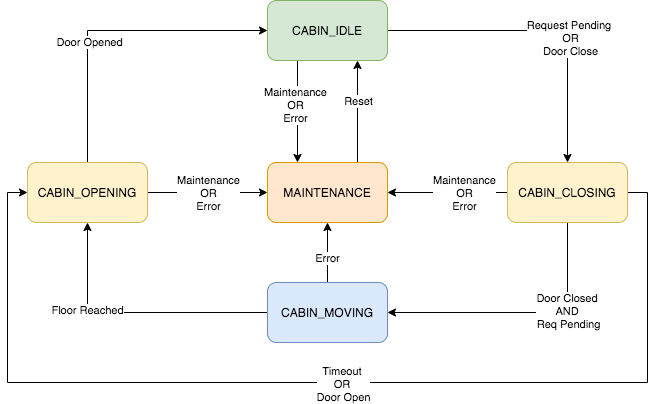 CABIN_IDLE
Request Pending
OR
Door Close
Door Opened
Maintenance
OR
Error
Reset
CABIN_OPENING
Maintenance
OR
Error
MAINTENANCE
Maintenance
OR
Error
CABIN_CLOSING
Error
Floor Reached
CABIN_MOVING
Door Closed
AND
Req Pending
Timeout
OR
Door Open